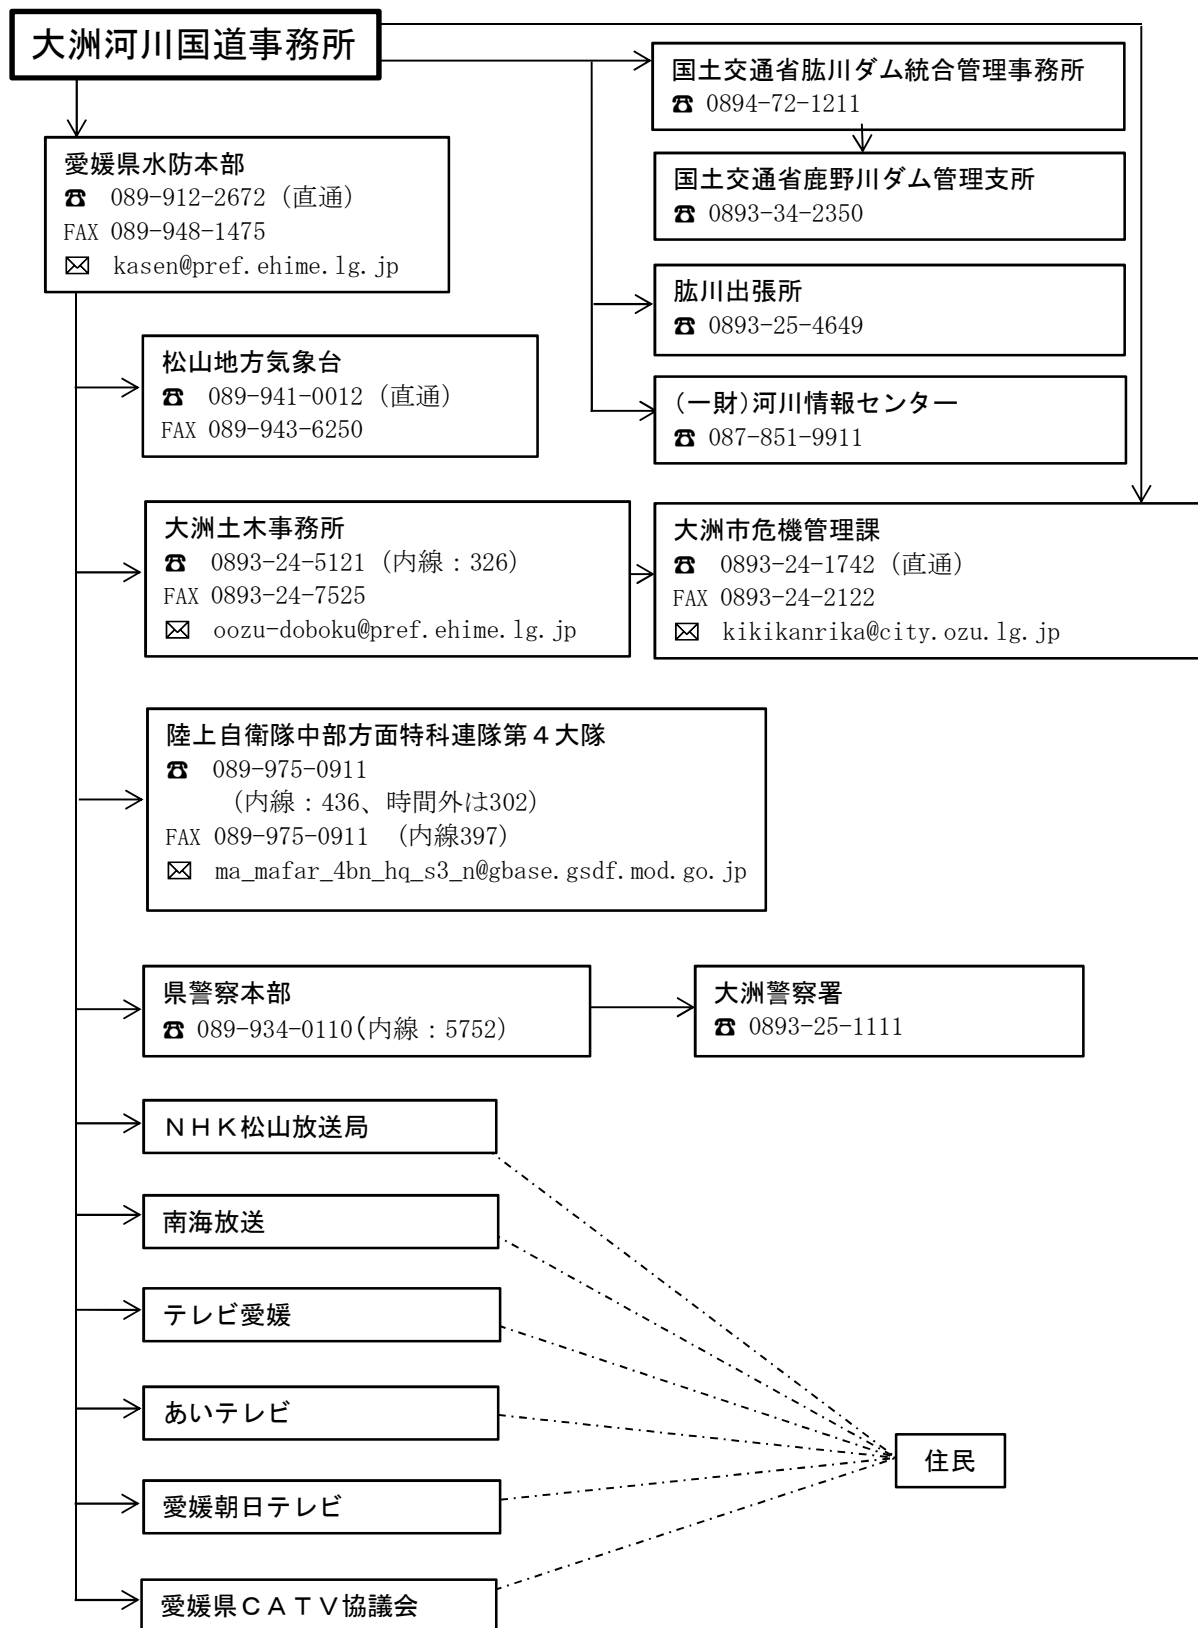 大洲河川国道事務所
国土交通省肱川ダム統合管理事務所
☎ 0894-72-1211
愛媛県水防本部
☎ 089-912-2672（直通）
FAX 089-948-1475
✉ kasen@pref.ehime.lg.jp
国土交通省鹿野川ダム管理支所
☎ 0893-34-2350
肱川出張所
☎ 0893-25-4649
松山地方気象台
☎ 089-941-0012（直通）
FAX 089-943-6250
（一財）河川情報センター
☎ 087-851-9911
大洲土木事務所
☎ 0893-24-5121（内線：326）
FAX 0893-24-7525
✉ oozu-doboku@pref.ehime.lg.jp
大洲市危機管理課
☎ 0893-24-1742（直通）
FAX 0893-24-2122
✉ kikikanrika@city.ozu.lg.jp
陸上自衛隊中部方面特科連隊第４大隊
☎ 089-975-0911
（内線：436、時間外は302）
FAX 089-975-0911　（内線397）
✉ ma_mafar_4bn_hq_s3_n@gbase.gsdf.mod.go.jp
県警察本部
☎ 089-934-0110（内線：5752）
大洲警察署
☎ 0893-25-1111
ＮＨＫ松山放送局
南海放送
テレビ愛媛
あいテレビ
住民
愛媛朝日テレビ
愛媛県ＣＡＴＶ協議会